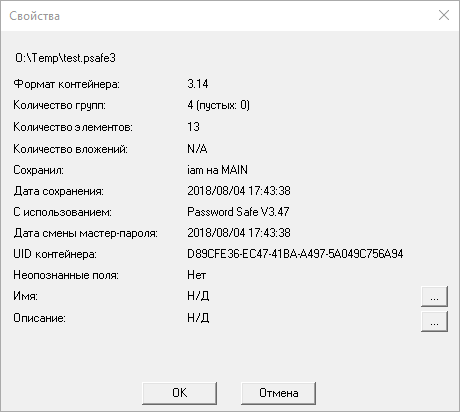 Свойства
O:\Temp\test.psafe3
Формат контейнера: 3.14
Количество групп: 4 (пустых: 0)
Количество элементов: 13
Количество вложений: N/A
Сохранил: iam на MAIN
Дата сохранения: 2018/08/04 17:43:38
С использованием: Password Safe V3.47
Дата смены мастер-пароля: 2018/08/04 17:43:38
UID контейнера: D89CFE36-EC47-41BA-A497-5A049C756A94
Неопознанные поля: Нет
Имя: Н/Д ...
Описание: Н/Д ...
OK Отмена